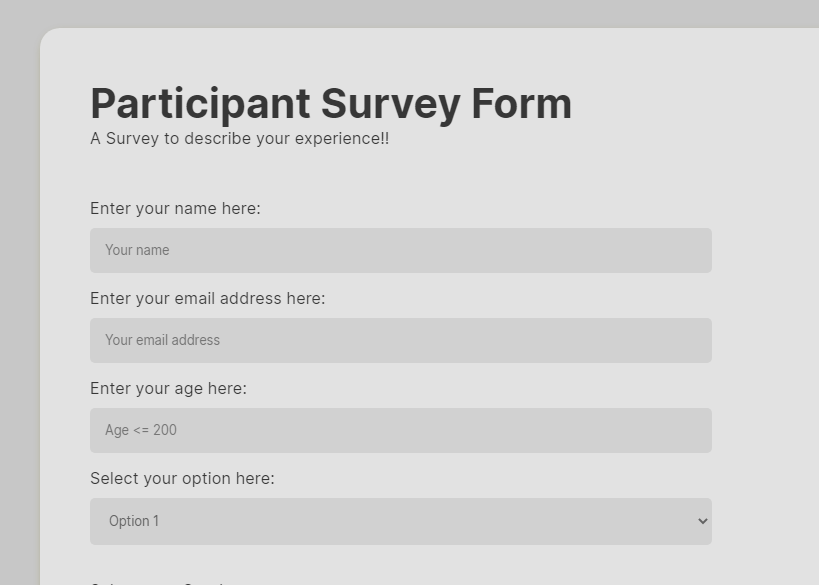 Participant Survey Form
A Survey to describe your experience!!
Enter your name here:
Your name
Enter your email address here:
Your email address
Enter your age here:
Age <= 200
Select your option here:
Option 1